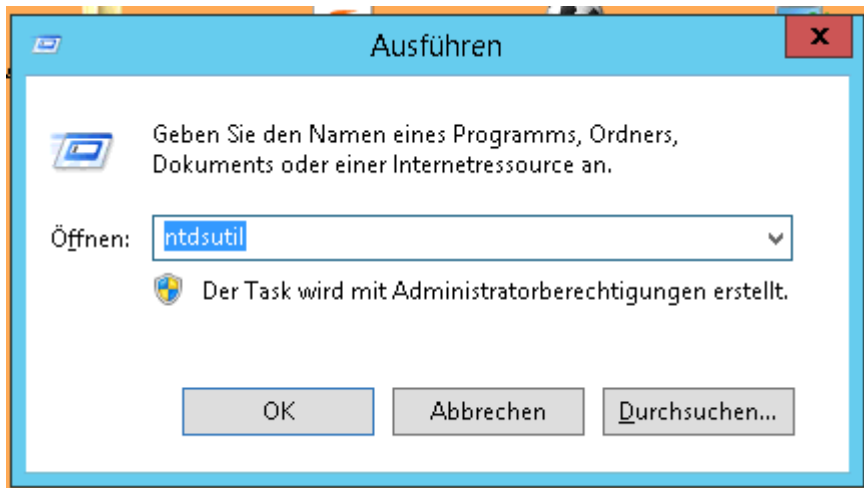 Ausführen
Geben Sie den Namen eines Programms, Ordners,
Dokuments oder einer Internetressource an.
Öffnen: ntdsutil
Der Task wird mit Administratorberechtigungen erstellt.
OK Abbrechen Durchsuchen...